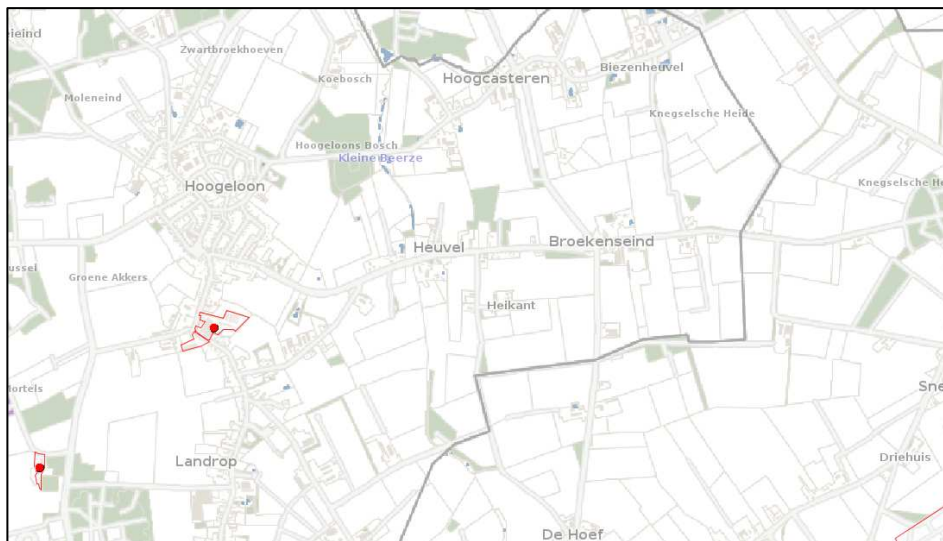 Zwartbroekhoeven
Hoogcasteren
Biezenheuvel
Koebosch
Moleneind
Knegselsche Heide
Hoogeloons Bosch
Kleine Beerze
Hoogeloon
Knegselsche He
Heuvel
Broekenseind
Groene Akkers
Heikant
Landrop
Driehuis
De Hoef